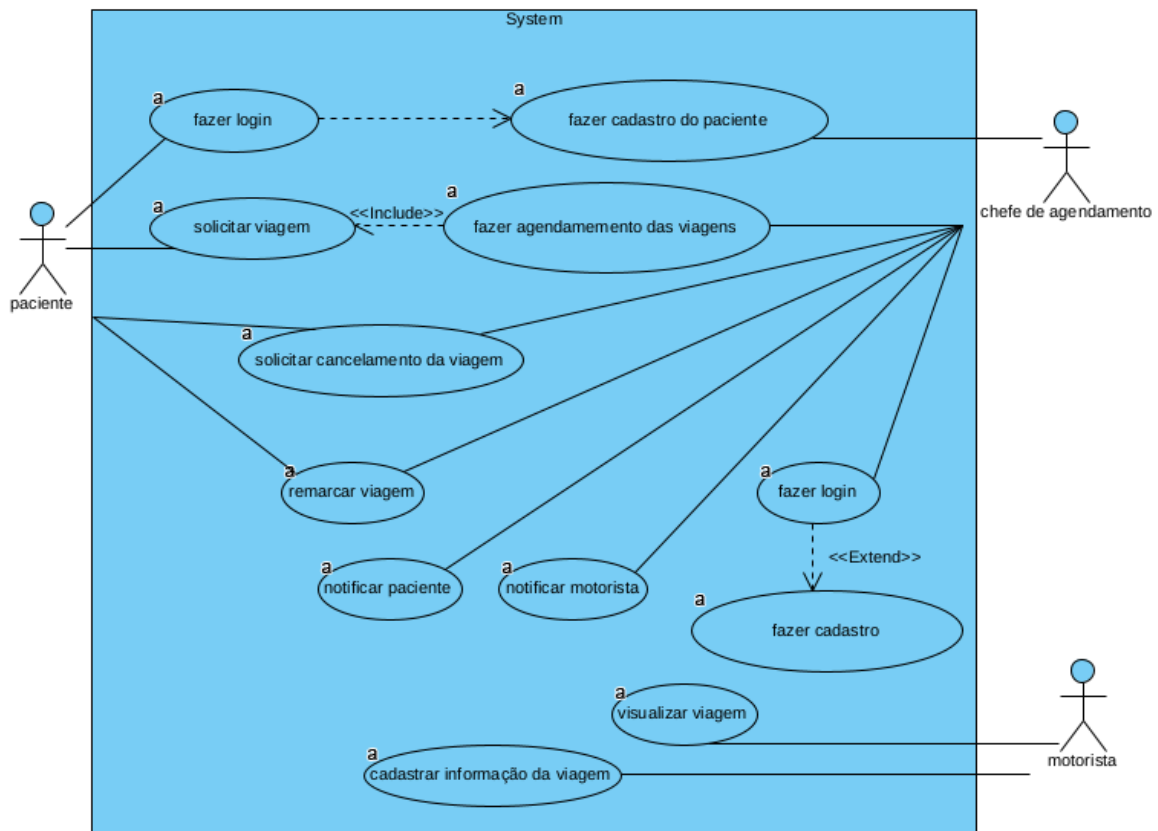 System
a
fazer login
a
fazer cadastro do paciente
chefe de agendamento
a
solicitar viagem
<<Include>>
a
fazer agendamemento das viagens
paciente
a
solicitar cancelamento da viagem
a
remarcar viagem
a
fazer login
<<Extend>>
a
notificar paciente
a
notificar motorista
a
fazer cadastro
a
visualizar viagem
motorista
a
cadastrar informação da viagem